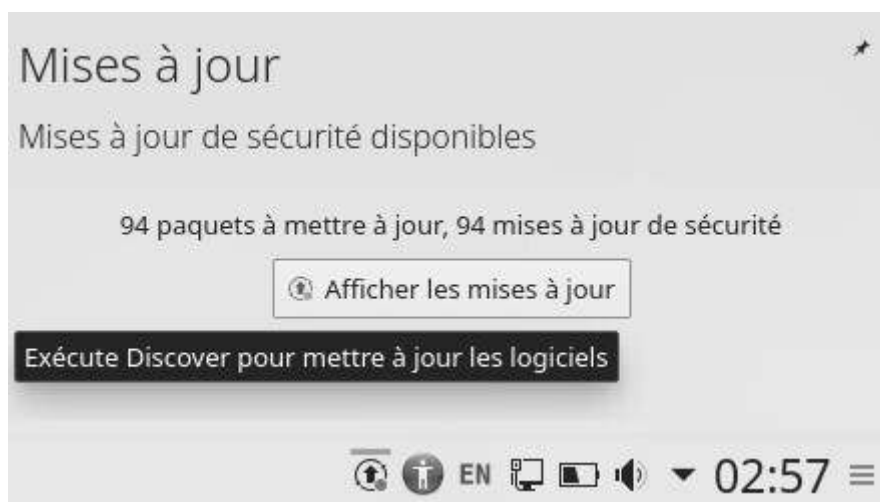 Mises à jour
Mises à jour de sécurité disponibles
94 paquets à mettre à jour, 94 mises à jour de sécurité
Afficher les mises à jour
Exécute Discover pour mettre à jour les logiciels
EN 02:57